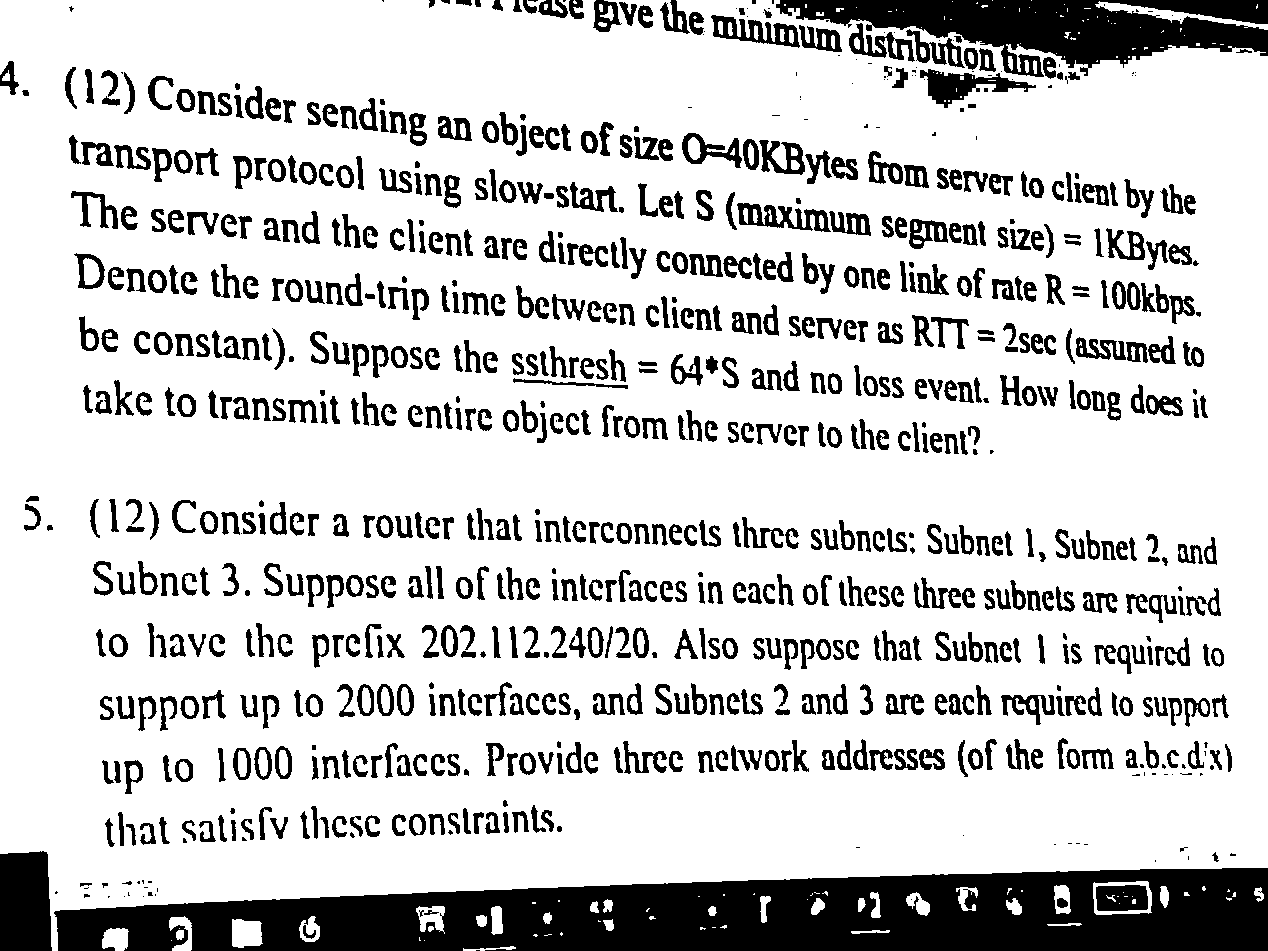 Please give the minimum distribution time.
4. (12) Consider sending an object of size O=40KBytes from server to client by the
transport protocol using slow-start. Let S (maximum segment size) = 1KBytes.
The server and the client are directly connected by one link of rate R = 100kbps.
Denote the round-trip time between client and server as RTT = 2sec (assumed to
be constant). Suppose the ssthresh = 64*S and no loss event. How long does it
take to transmit the entire object from the server to the client? .
5. (12) Consider a router that interconnects three subnets: Subnet 1, Subnet 2, and
Subnet 3. Suppose all of the interfaces in each of these three subnets are required
to have the prefix 202.112.240/20. Also suppose that Subnet 1 is required to
support up to 2000 interfaces, and Subnets 2 and 3 are each required to support
up to 1000 interfaces. Provide three network addresses (of the form a.b.c.d/x)
that satisfy these constraints.